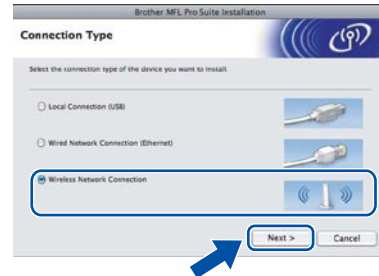 Brother MFL Pro Suite Installation
Connection Type
Select the connection type of the device you want to install.
Local Connection (USB)
Wired Network Connection (Ethernet)
Wireless Network Connection
Next > Cancel